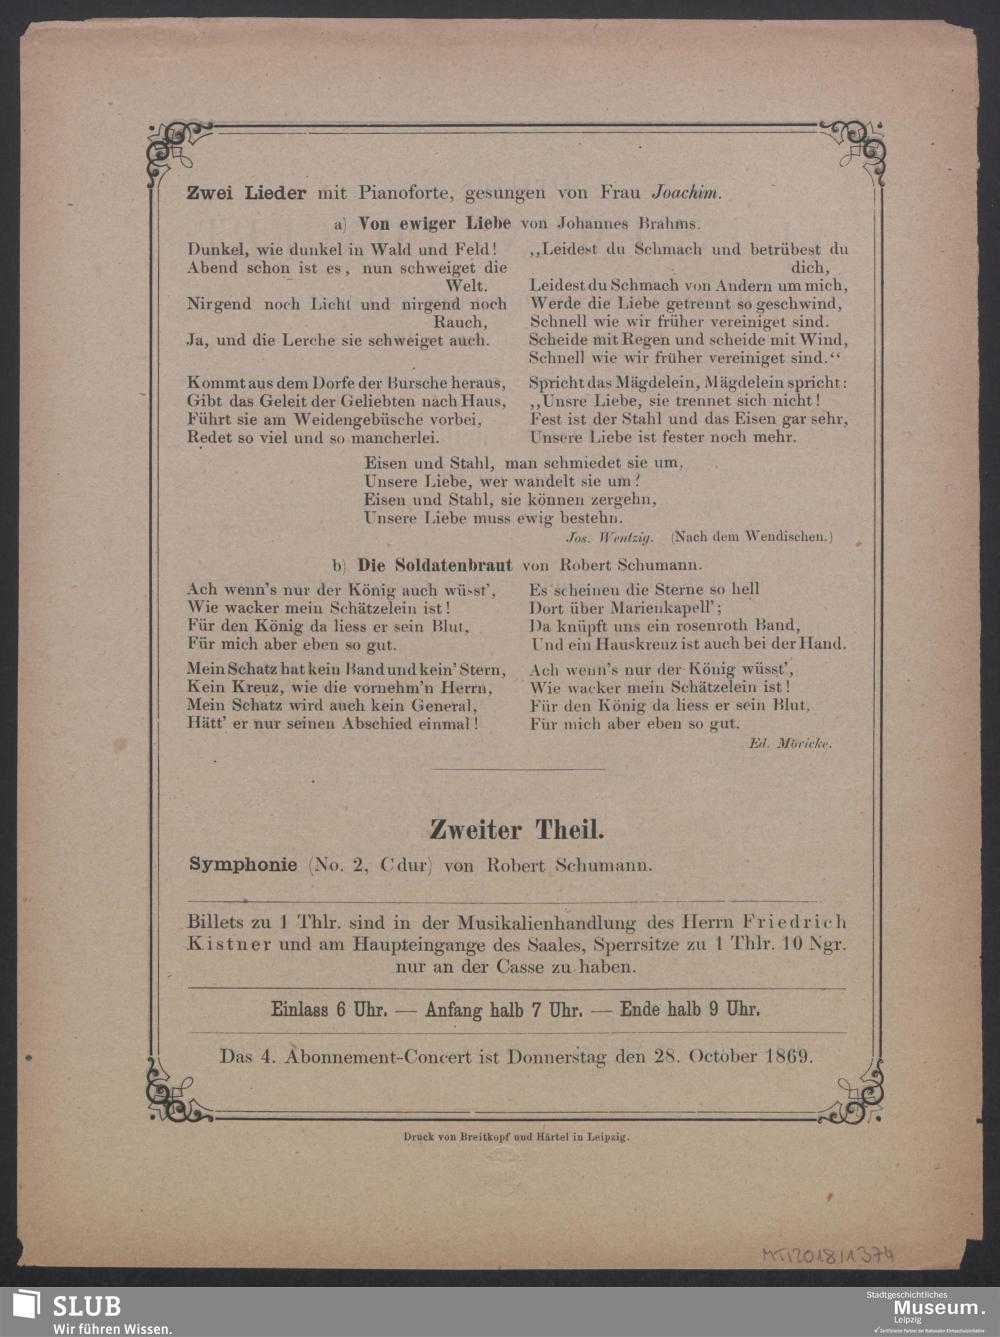 Zwei Lieder mit Pianoforte, gesungen von Frau Joachim.
a) Von ewiger Liebe von Johannes Brahms.
Dunkel, wie dunkel in Wald und Feld!
Abend schon ist es, nun schweiget die
Welt.
Nirgend noch Licht und nirgend noch
Rauch,
Ja, und die Lerche sie schweiget auch.
Kommt aus dem Dorfe der Bursche heraus,
Gibt das Geleit der Geliebten nach Haus,
Führt sie am Weidengebüsche vorbei,
Redet so viel und so mancherlei.
„Leidest du Schmach und betrübest du
dich,
Leidest du Schmach von Andern um mich,
Werde die Liebe getrennt so geschwind,
Schnell wie wir früher vereiniget sind.
Scheide mit Regen und scheide mit Wind,
Schnell wie wir früher vereiniget sind.“
Spricht das Mägdelein, Mägdelein spricht:
„Unsre Liebe, sie trennet sich nicht!
Fest ist der Stahl und das Eisen gar sehr,
Unsere Liebe ist fester noch mehr.
Eisen und Stahl, man schmiedet sie um,
Unsere Liebe, wer wandelt sie um?
Eisen und Stahl, sie können zergehn,
Unsere Liebe muss ewig bestehn.
Jos. Wentzig. (Nach dem Wendischen.)
b) Die Soldatenbraut von Robert Schumann.
Ach wenn's nur der König auch wüsst',
Wie wacker mein Schätzelein ist!
Für den König da liess er sein Blut,
Für mich aber eben so gut.
Mein Schatz hat kein Band und kein' Stern,
Kein Kreuz, wie die vornehm'n Herrn,
Mein Schatz wird auch kein General,
Hätt' er nur seinen Abschied einmal!
Es scheinen die Sterne so hell
Dort über Marienkapell';
Da knüpft uns ein rosenroth Band,
Und ein Hauskreuz ist auch bei der Hand.
Ach wenn's nur der König wüsst',
Wie wacker mein Schätzelein ist!
Für den König da liess er sein Blut,
Für mich aber eben so gut.
Ed. Möricke.
Zweiter Theil.
Symphonie (No. 2, C dur) von Robert Schumann.
Billets zu 1 Thlr. sind in der Musikalienhandlung des Herrn Friedrich
Kistner und am Haupteingange des Saales, Sperrsitze zu 1 Thlr. 10 Ngr.
nur an der Casse zu haben.
Einlass 6 Uhr. — Anfang halb 7 Uhr. — Ende halb 9 Uhr.
Das 4. Abonnement-Concert ist Donnerstag den 28. October 1869.
Druck von Breitkopf und Härtel in Leipzig.
MT/2018/1374
SLUB
Wir führen Wissen.
Stadtgeschichtliches
Museum.
Leipzig
Zertifizierter Partner der Nationalen Klimaschutzinitiative